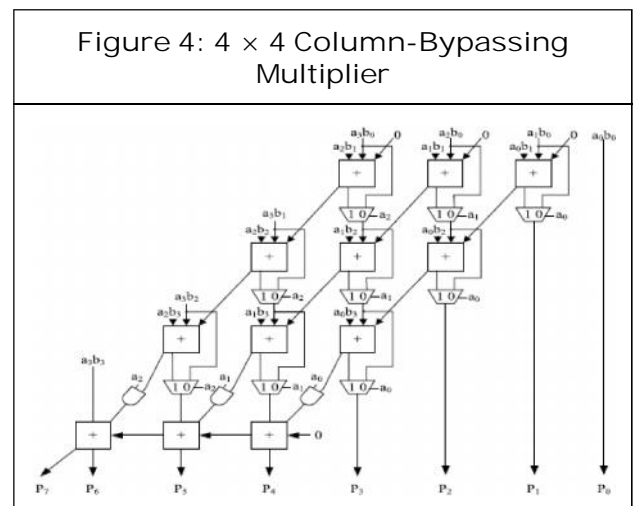 Figure 4: 4 × 4 Column-Bypassing
Multiplier
a₃b₀ a₂b₀ a₁b₀ a₀b₀
a₂b₁ 0 a₁b₁ 0 a₀b₁ 0
+ + +
1 0 a₂ 1 0 a₁ 1 0 a₀
a₃b₁
a₂b₂ a₁b₂ a₀b₂
+ + +
1 0 a₂ 1 0 a₁ 1 0 a₀
a₃b₂
a₂b₃ a₁b₃ a₀b₃
+ + +
a₃b₃ a₂ 1 0 a₂ a₁ 1 0 a₁ a₀ 1 0 a₀
+ + + 0
P₇ P₆ P₅ P₄ P₃ P₂ P₁ P₀